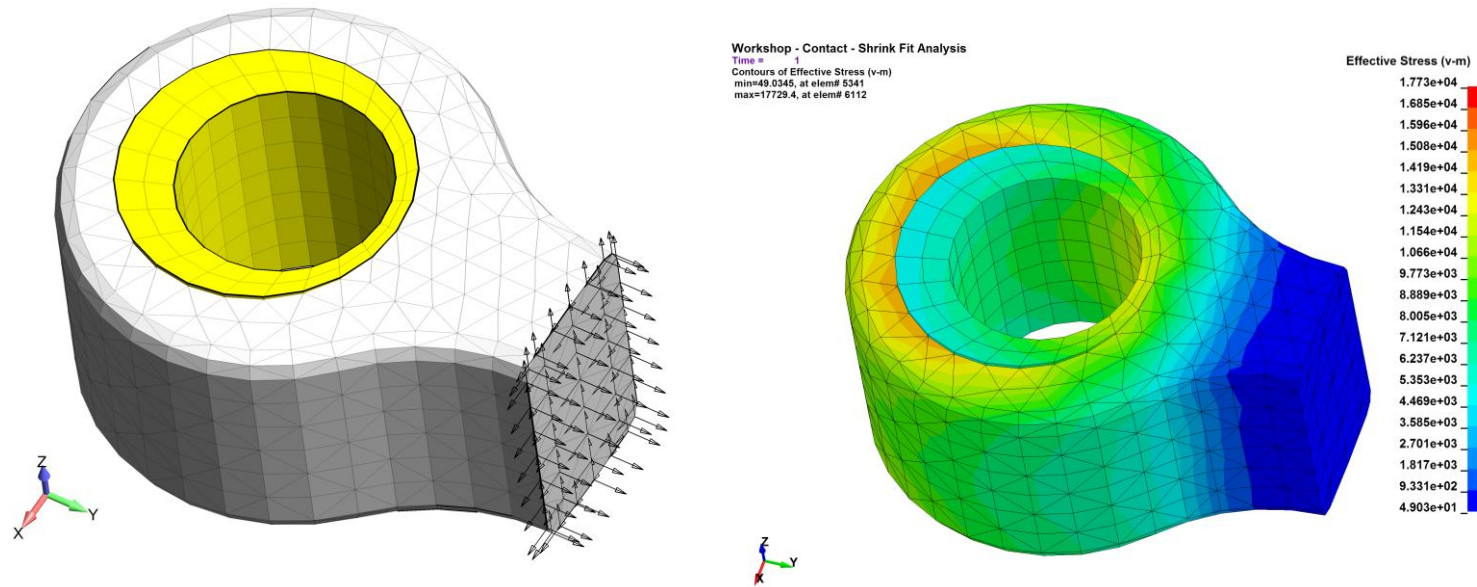 Z
X
Y
Workshop - Contact - Shrink Fit Analysis
Time = 1
Contours of Effective Stress (v-m)
min=49.0345, at elem# 5341
max=17729.4, at elem# 6112
Z
Y
X
Effective Stress (v-m)
1.773e+04
1.685e+04
1.596e+04
1.508e+04
1.419e+04
1.331e+04
1.243e+04
1.154e+04
1.066e+04
9.773e+03
8.889e+03
8.005e+03
7.121e+03
6.237e+03
5.353e+03
4.469e+03
3.585e+03
2.701e+03
1.817e+03
9.331e+02
4.903e+01